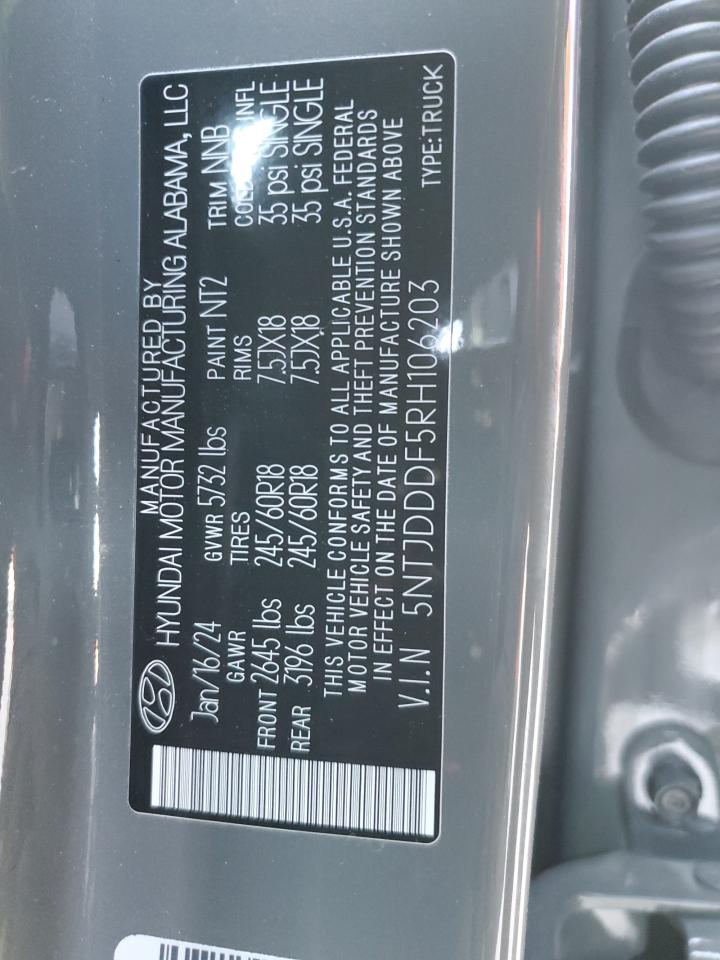 MANUFACTURED BY
HYUNDAI MOTOR MANUFACTURING ALABAMA, LLC
Jan/16/24 GVWR 5732 lbs PAINT NT2 TRIM NNB
GAWR TIRES RIMS INFL
FRONT 2645 lbs 245/60R18 7.5JX18 35 psi SINGLE
REAR 3196 lbs 245/60R18 7.5JX18 35 psi SINGLE
THIS VEHICLE CONFORMS TO ALL APPLICABLE U.S.A. FEDERAL
MOTOR VEHICLE SAFETY AND THEFT PREVENTION STANDARDS
IN EFFECT ON THE DATE OF MANUFACTURE SHOWN ABOVE
V.I.N 5NTJDDDF5RH106203 TYPE:TRUCK